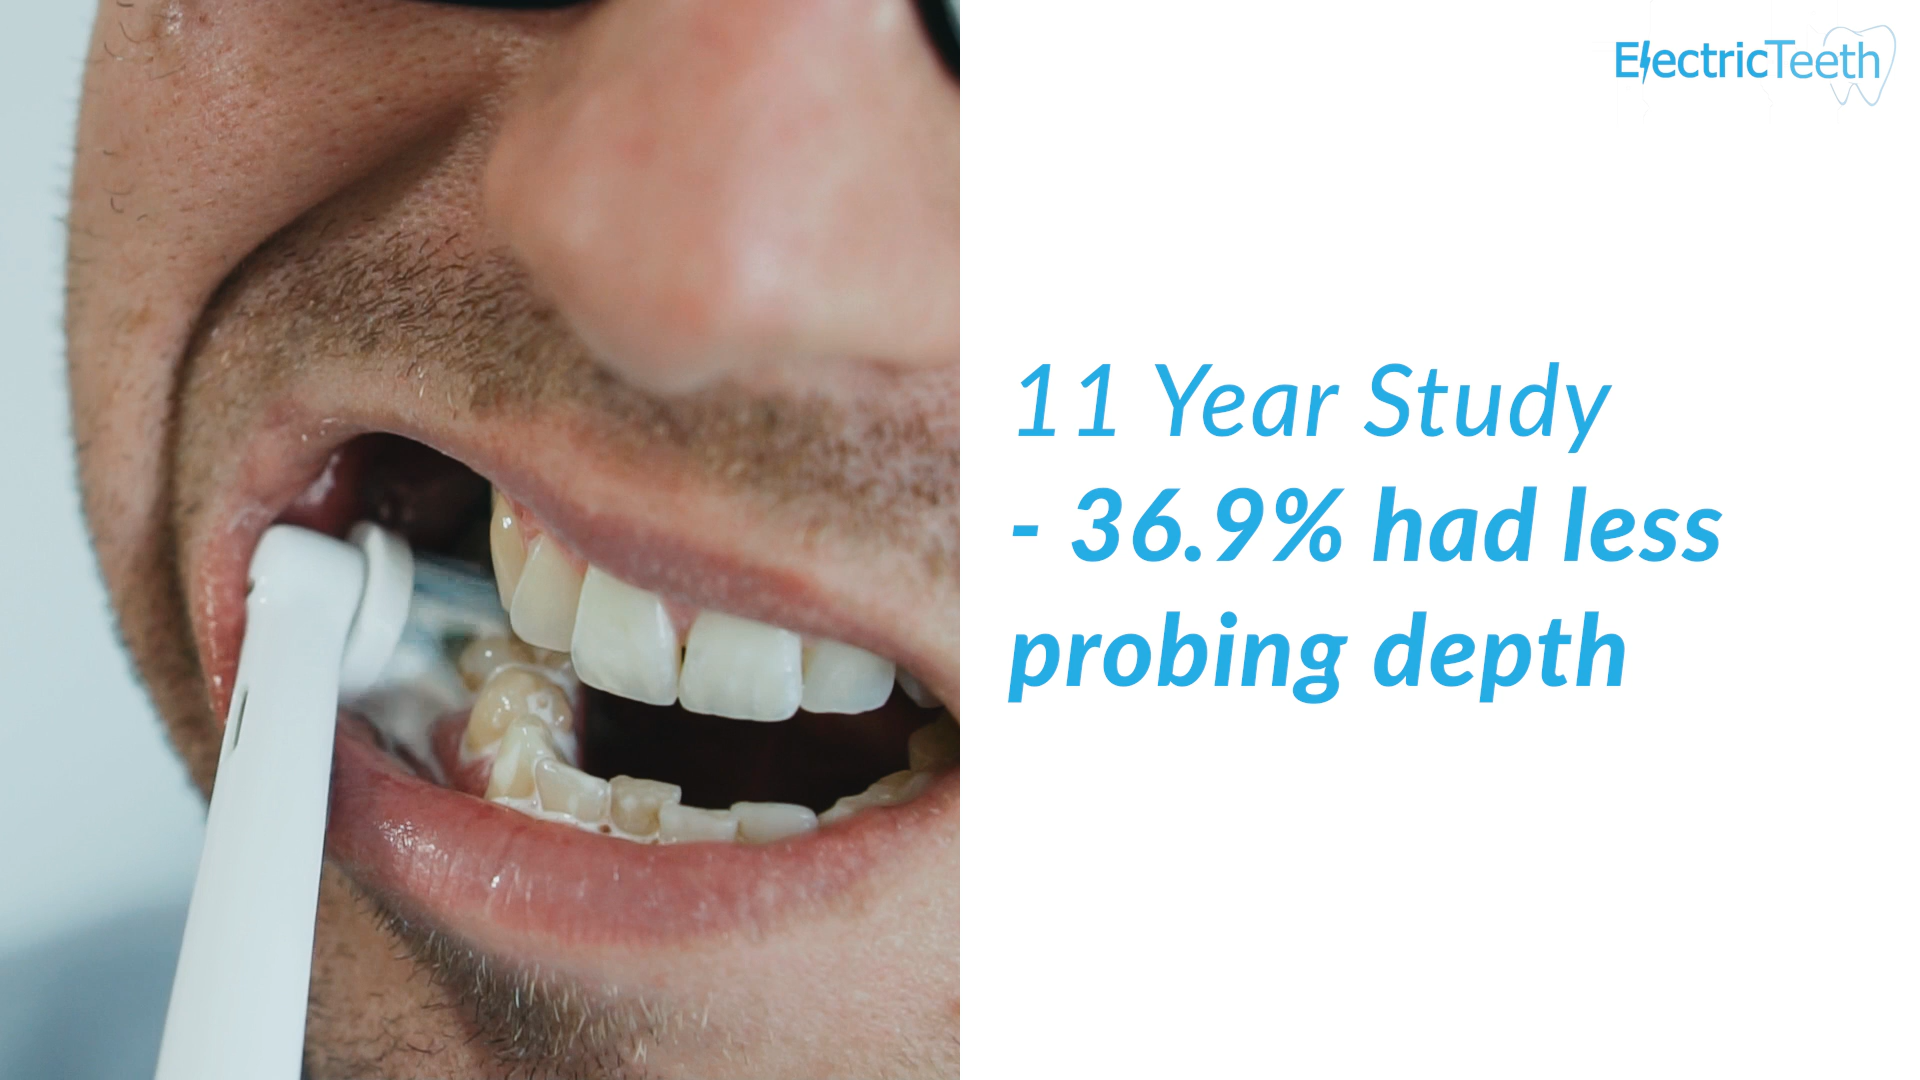 ElectricTeeth
11 Year Study
- 36.9% had less
probing depth